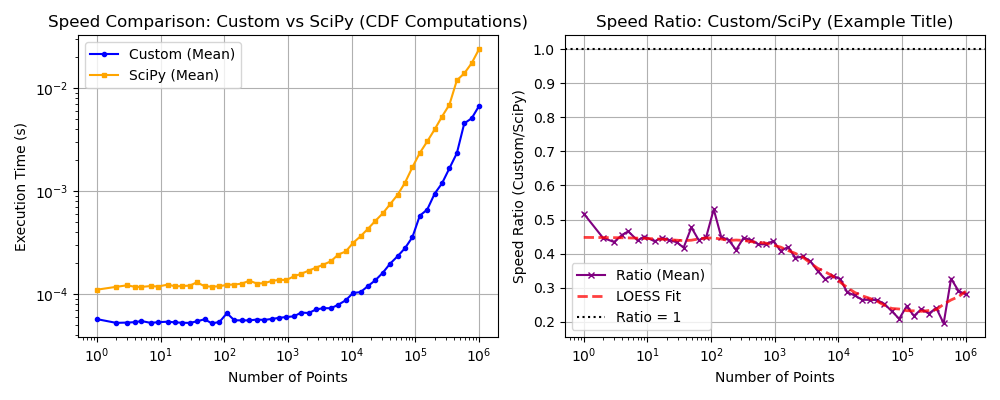 Speed Comparison: Custom vs SciPy (CDF Computations)
Custom (Mean)
SciPy (Mean)
Execution Time (s)
10⁻²
10⁻³
10⁻⁴
10⁰ 10¹ 10² 10³ 10⁴ 10⁵ 10⁶
Number of Points
Speed Ratio: Custom/SciPy (Example Title)
Speed Ratio (Custom/SciPy)
1.0
0.9
0.8
0.7
0.6
0.5
0.4
0.3
0.2
Ratio (Mean)
LOESS Fit
Ratio = 1
10⁰ 10¹ 10² 10³ 10⁴ 10⁵ 10⁶
Number of Points